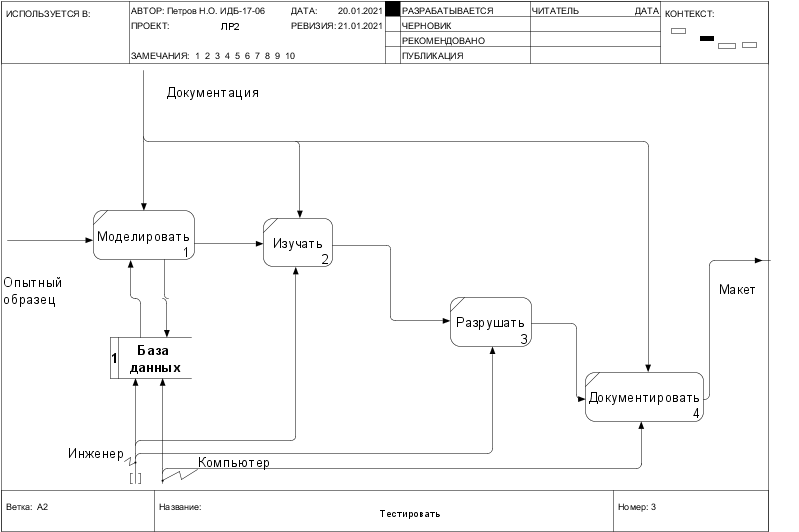 ИСПОЛЬЗУЕТСЯ В:
АВТОР: Петров Н.О. ИДБ-17-06
ДАТА: 20.01.2021
ПРОЕКТ: ЛР2
РЕВИЗИЯ: 21.01.2021
ЗАМЕЧАНИЯ: 1 2 3 4 5 6 7 8 9 10
РАЗРАБАТЫВАЕТСЯ
ЧЕРНОВИК
РЕКОМЕНДОВАНО
ПУБЛИКАЦИЯ
ЧИТАТЕЛЬ ДАТА
КОНТЕКСТ:
Документация
Моделировать
1
Изучать
2
Опытный
образец
Макет
Разрушать
3
1
База
данных
Документировать
4
Инженер
Компьютер
Ветка: А2
Название:
Тестировать
Номер: 3